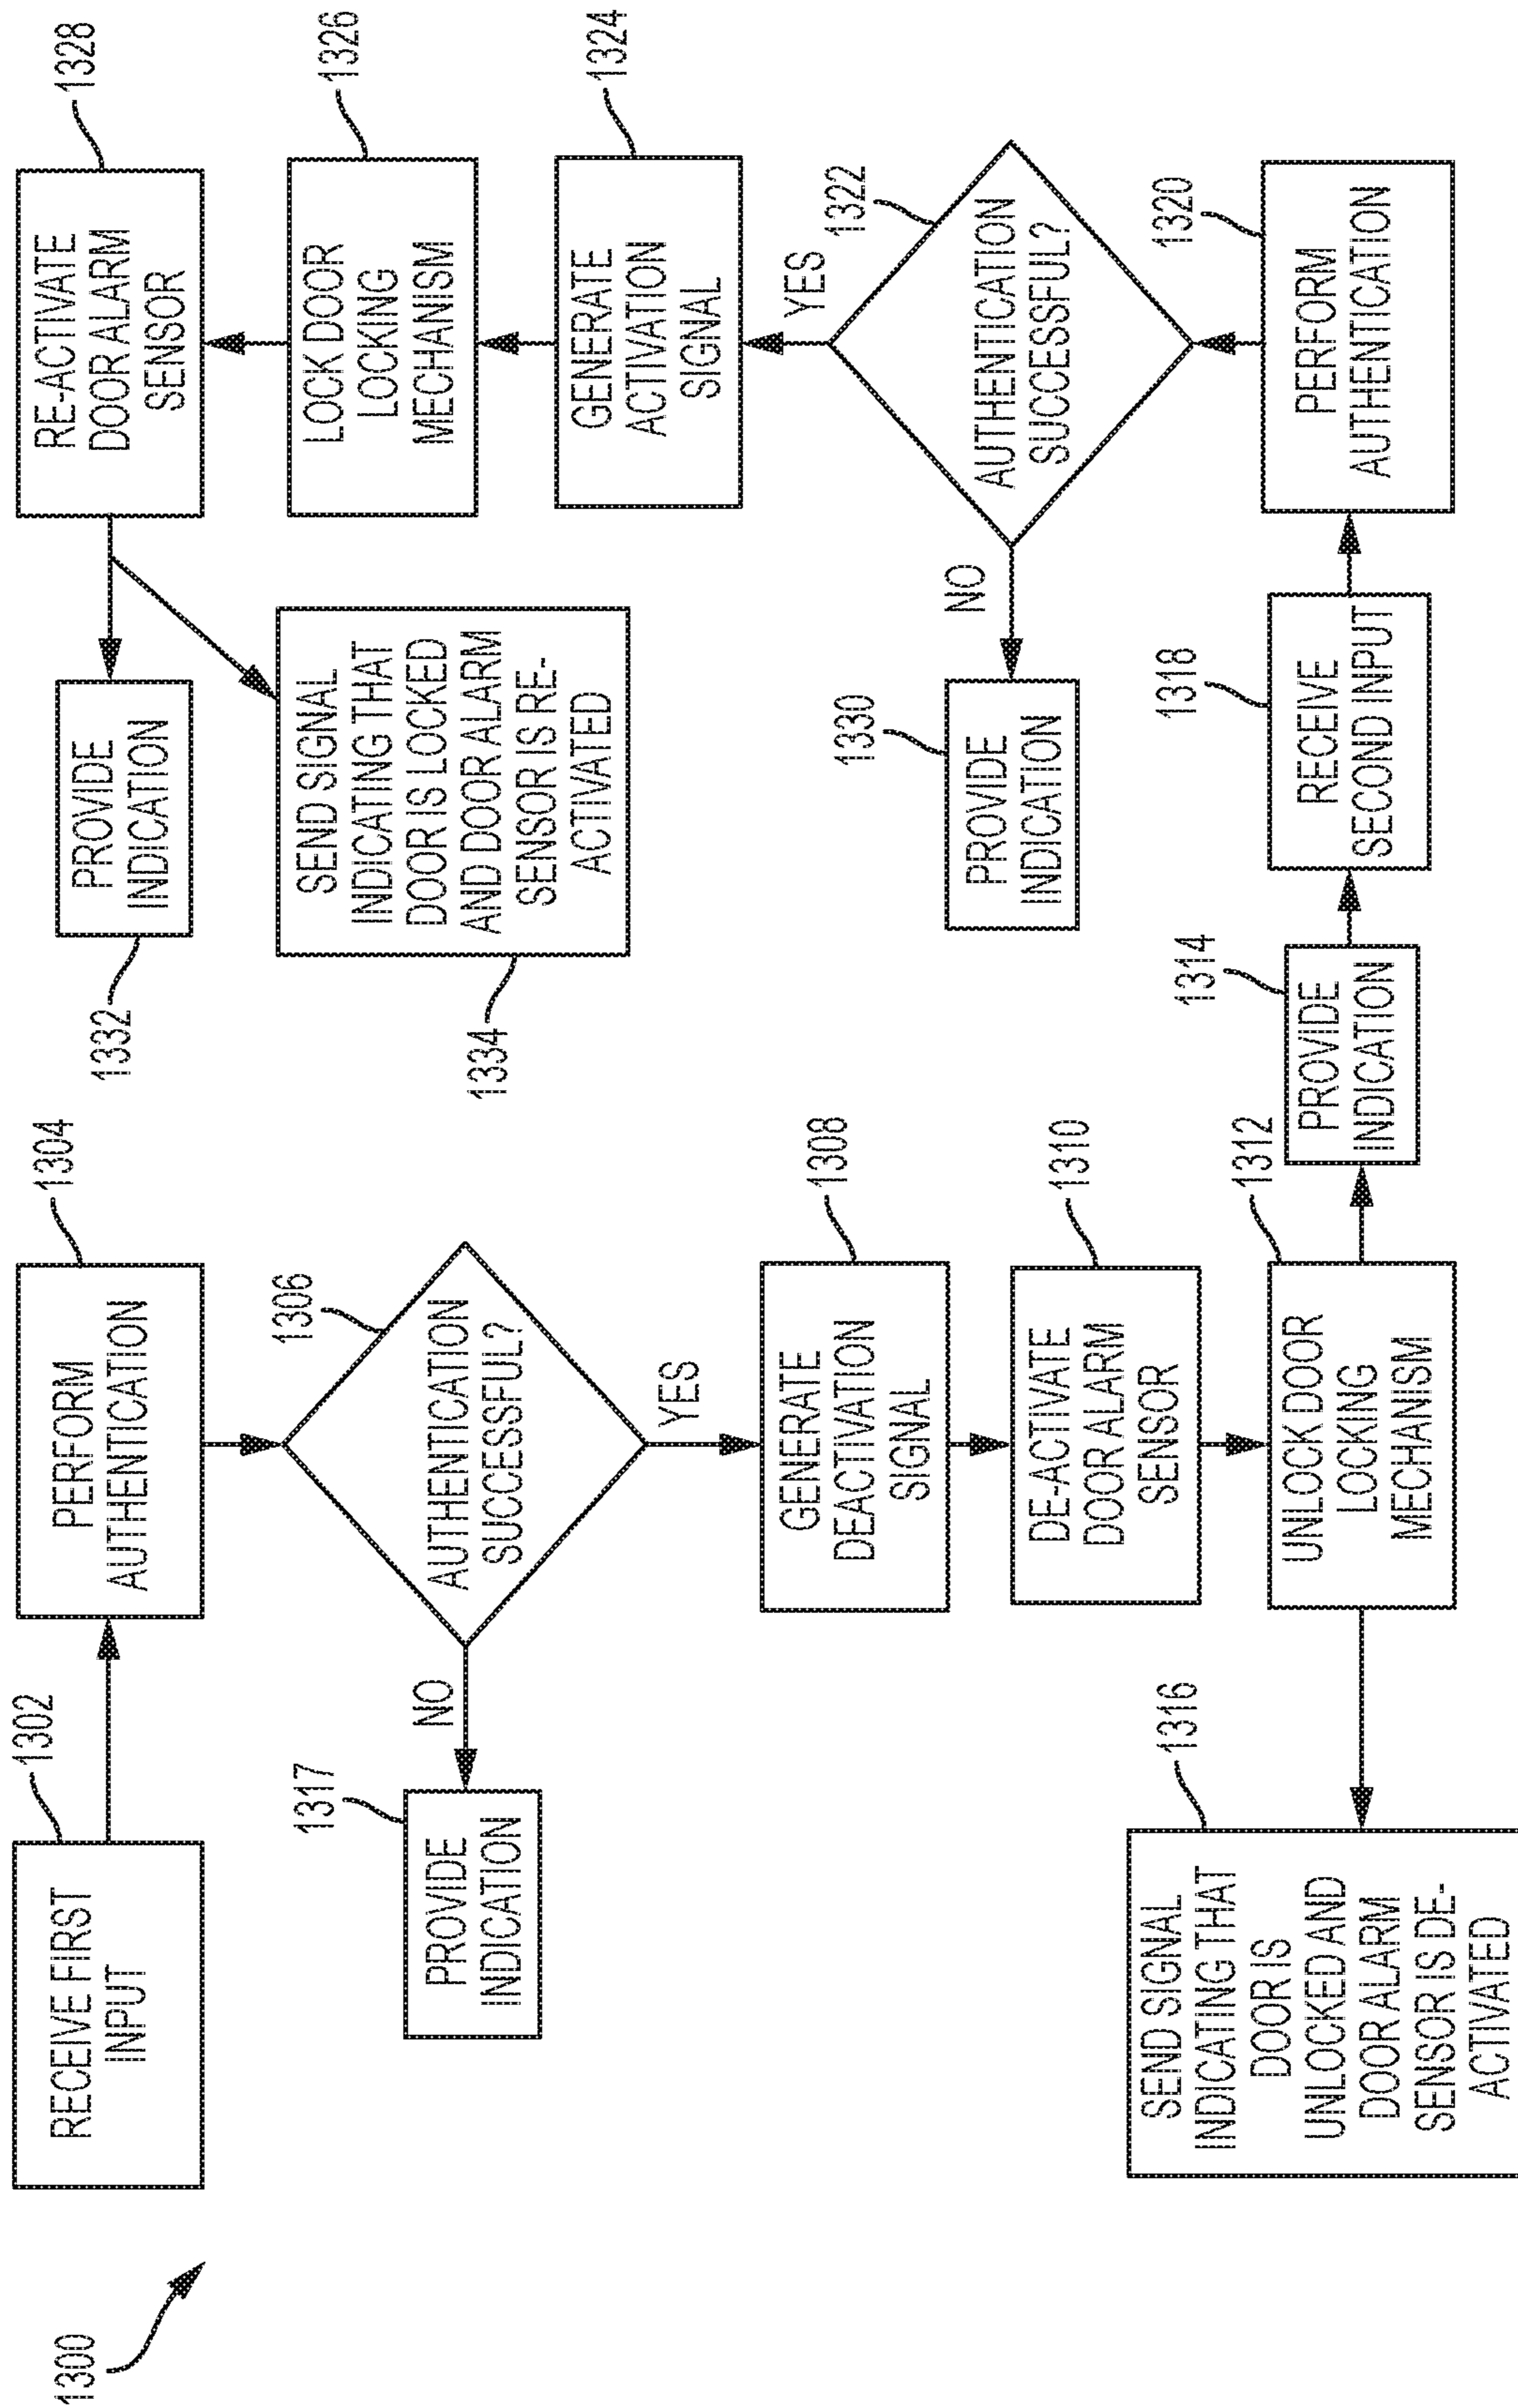 1300
1302
RECEIVE FIRST
INPUT
1304
PERFORM
AUTHENTICATION
1306
AUTHENTICATION
SUCCESSFUL?
NO
1317
PROVIDE
INDICATION
YES
1308
GENERATE
DEACTIVATION
SIGNAL
1310
DE-ACTIVATE
DOOR ALARM
SENSOR
1312
UNLOCK DOOR
LOCKING
MECHANISM
1316
SEND SIGNAL
INDICATING THAT
DOOR IS
UNLOCKED AND
DOOR ALARM
SENSOR IS DE-
ACTIVATED
1314
PROVIDE
INDICATION
1318
RECEIVE
SECOND INPUT
1320
PERFORM
AUTHENTICATION
1322
AUTHENTICATION
SUCCESSFUL?
NO
1330
PROVIDE
INDICATION
YES
1324
GENERATE
ACTIVATION
SIGNAL
1326
LOCK DOOR
LOCKING
MECHANISM
1328
RE-ACTIVATE
DOOR ALARM
SENSOR
1332
PROVIDE
INDICATION
1334
SEND SIGNAL
INDICATING THAT
DOOR IS LOCKED
AND DOOR ALARM
SENSOR IS RE-
ACTIVATED